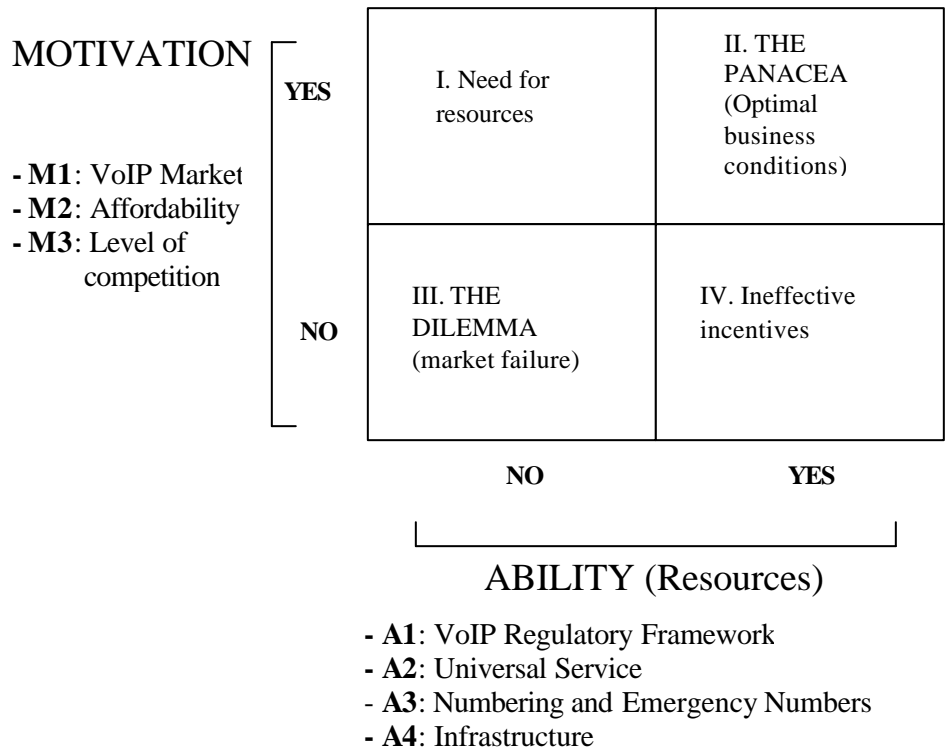 MOTIVATION
- M1: VoIP Market
- M2: Affordability
- M3: Level of
competition
YES
NO
I. Need for
resources
II. THE
PANACEA
(Optimal
business
conditions)
III. THE
DILEMMA
(market failure)
IV. Ineffective
incentives
NO
YES
ABILITY (Resources)
- A1: VoIP Regulatory Framework
- A2: Universal Service
- A3: Numbering and Emergency Numbers
- A4: Infrastructure